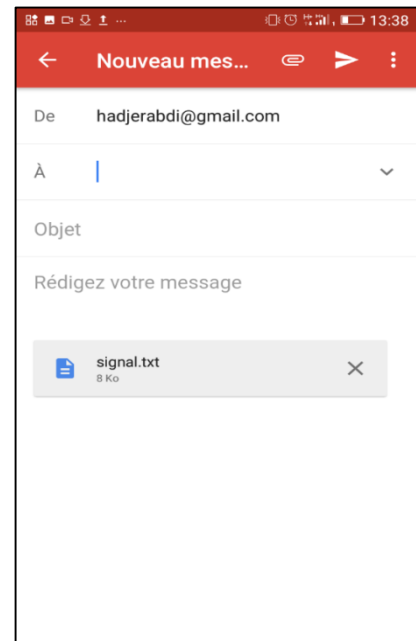 13:38
Nouveau mes...
De hadjerabdi@gmail.com
À
Objet
Rédigez votre message
signal.txt
8 Ko